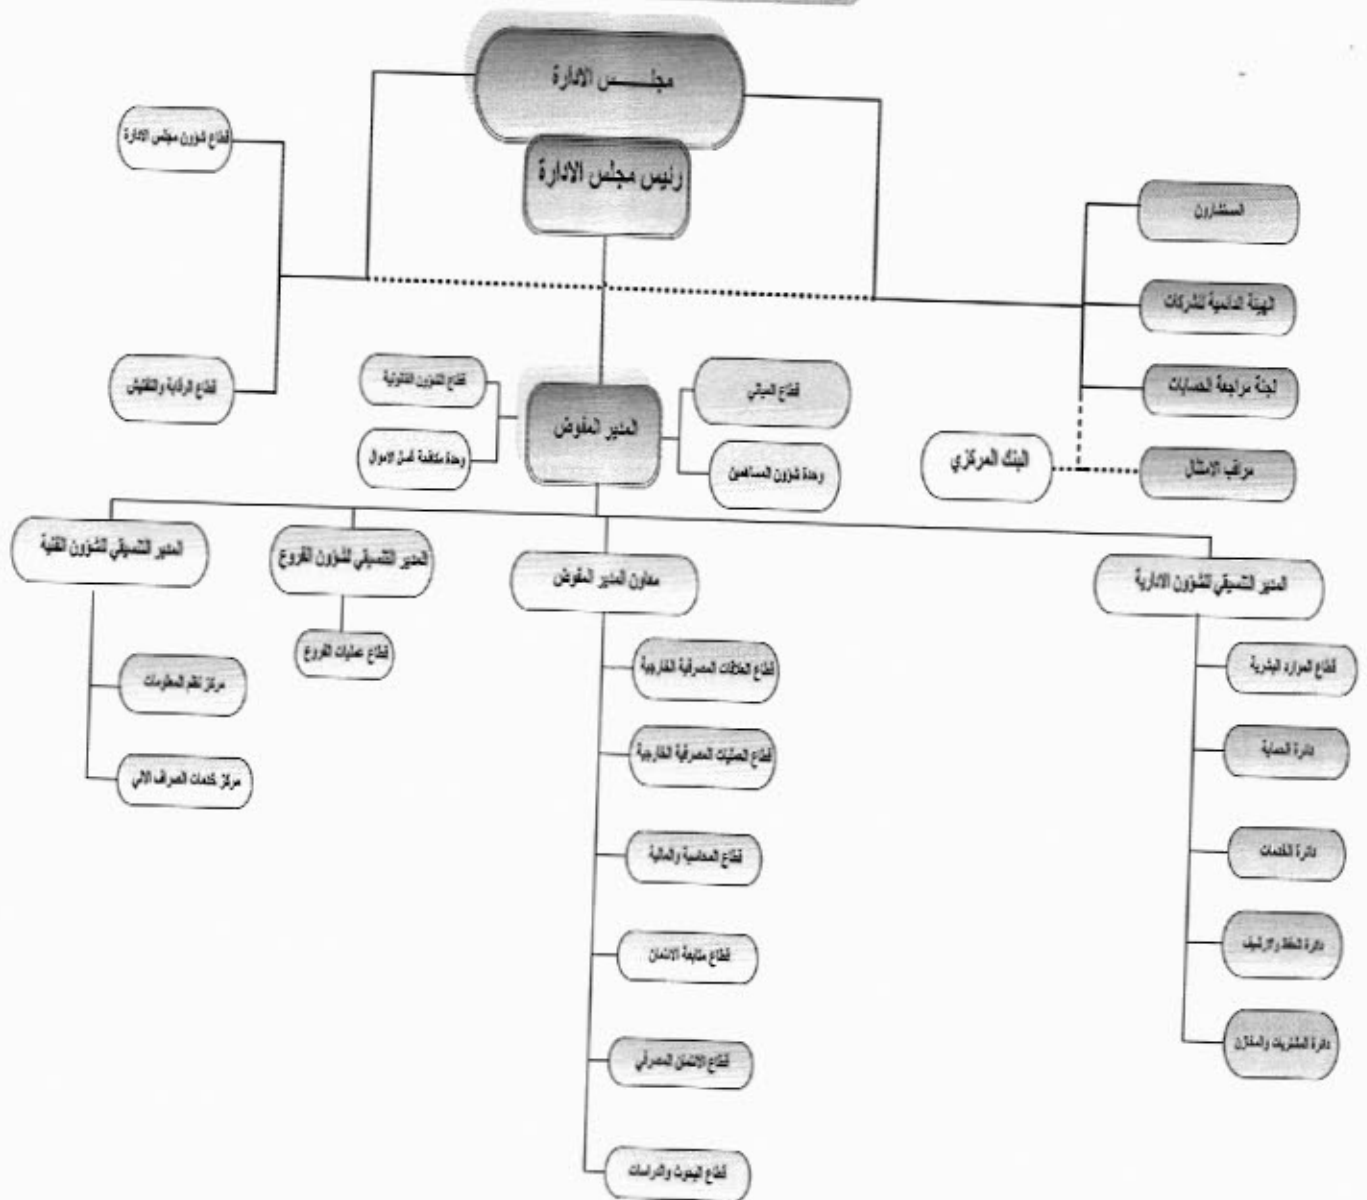 مجلـــــس الادارة
رئيس مجلس الادارة
قطاع شؤون مجلس الادارة
قطاع الرقابة والتفتيش
المستشارون
الهيئة الدائمية للشركات
لجنة مراجعة الحسابات
مراقب الامتثال
البنك المركزي
قطاع المباني
وحدة شؤون المساهمين
المدير المفوض
قطاع الشؤون القانونية
وحدة مكافحة غسل الاموال
المدير التنسيقي للشؤون الادارية
معاون المدير المفوض
المدير التنسيقي لشؤون الفروع
المدير التنسيقي للشؤون الفنية
قطاع الموارد البشرية
دائرة الحماية
دائرة الخدمات
دائرة الحفظ والارشيف
دائرة المشتريات والمخازن
قطاع العلاقات المصرفية الخارجية
قطاع العمليات المصرفية الخارجية
قطاع المحاسبة والمالية
قطاع متابعة الائتمان
قطاع الائتمان المصرفي
قطاع البحوث والدراسات
قطاع عمليات الفروع
مركز نظم المعلومات
مركز خدمات الصراف الالي